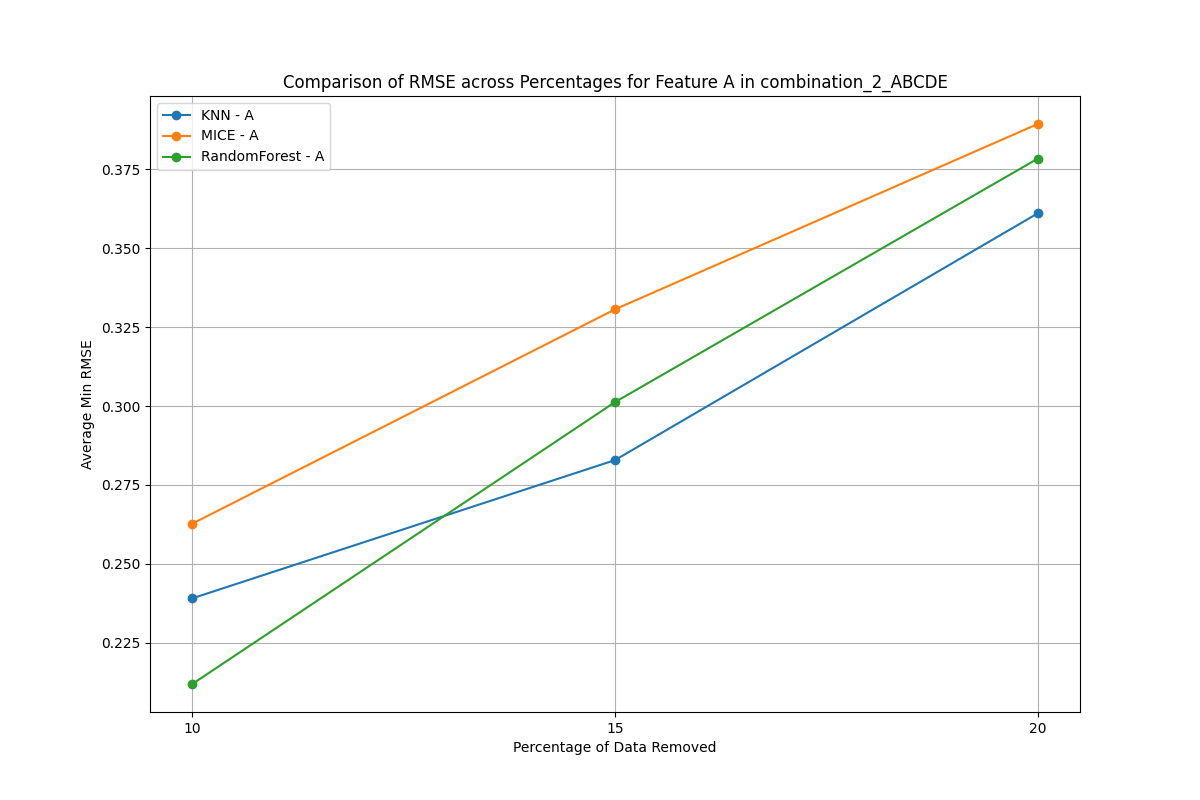 Comparison of RMSE across Percentages for Feature A in combination_2_ABCDE
KNN - A
MICE - A
RandomForest - A
0.375
0.350
0.325
0.300
0.275
0.250
0.225
Average Min RMSE
10
15
20
Percentage of Data Removed